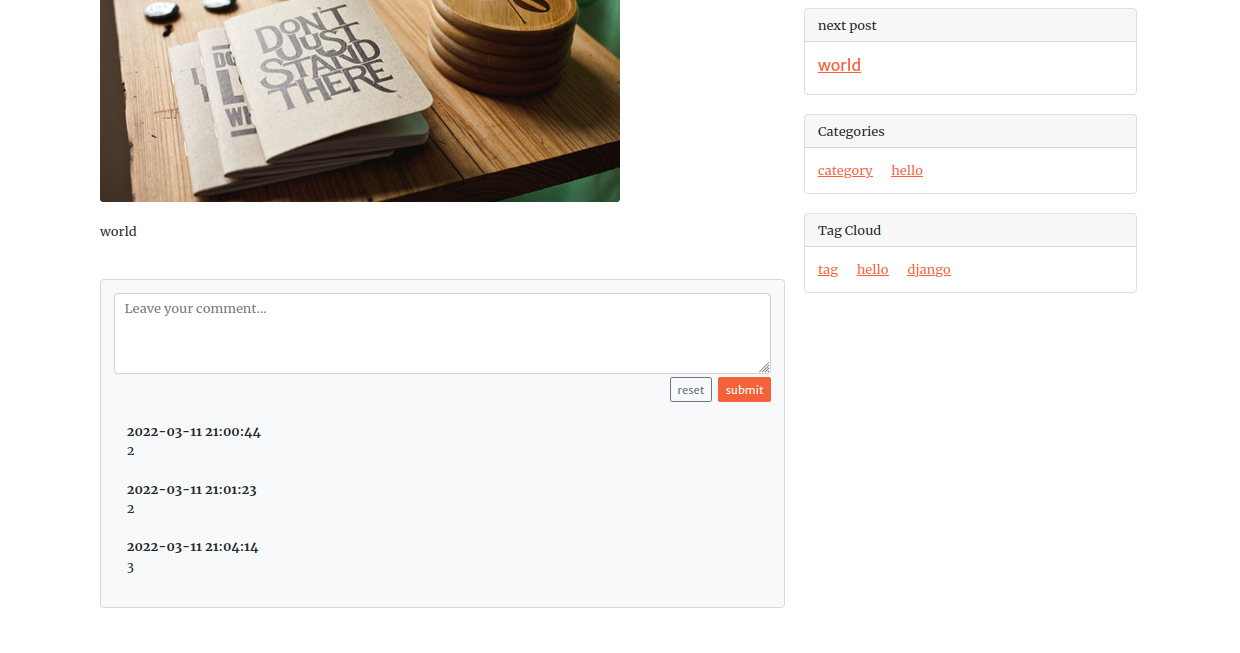 DON'T
JUST
STAND
THERE
world
Leave your comment...
reset submit
2022-03-11 21:00:44
2
2022-03-11 21:01:23
2
2022-03-11 21:04:14
3
next post
world
Categories
category hello
Tag Cloud
tag hello django